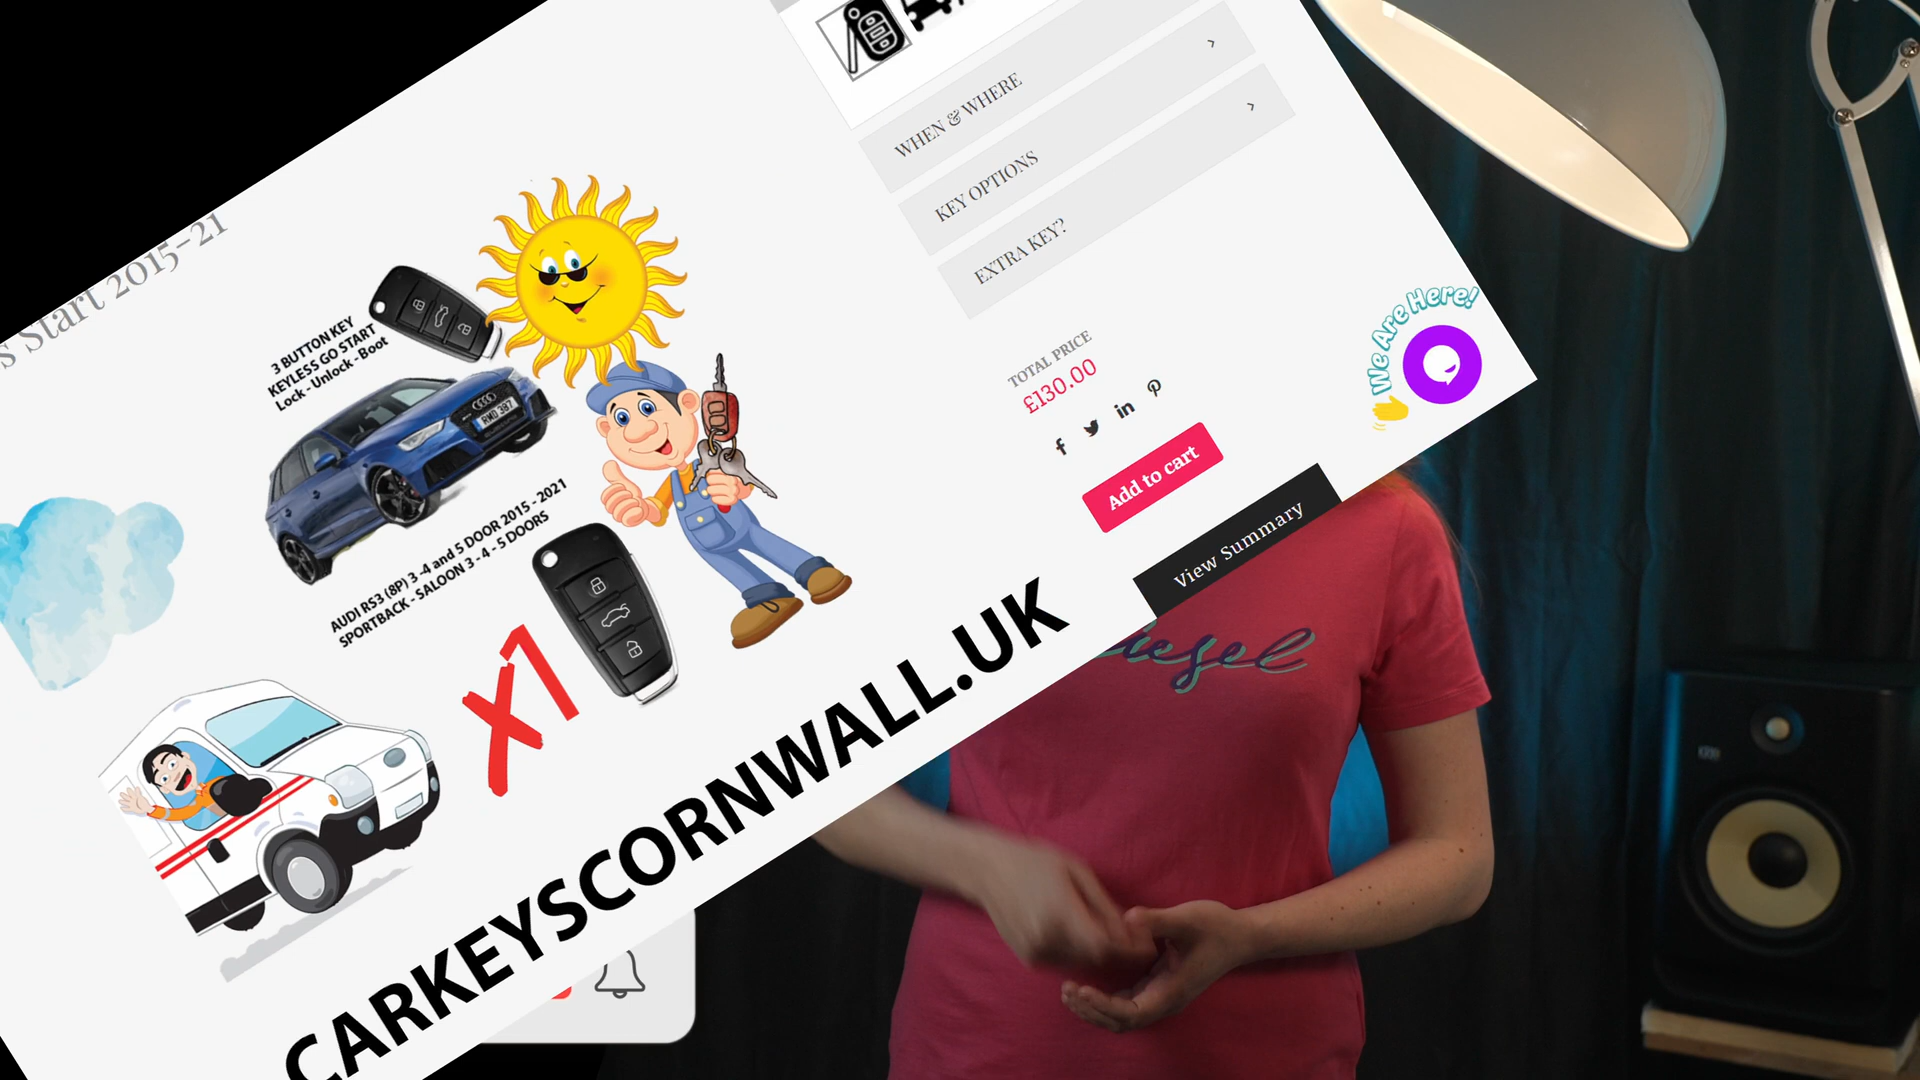 s Start 2015-21
3 BUTTON KEY
KEYLESS GO START
Lock - Unlock - Boot
AUDI RS3 (8P) 3 -4 and 5 DOOR 2015 - 2021
SPORTBACK - SALOON 3 - 4 - 5 DOORS
X1
CARKEYSCORNWALL.UK
WHEN & WHERE
KEY OPTIONS
EXTRA KEY?
TOTAL PRICE
£130.00
Add to cart
View Summary
We Are Here!
iesel